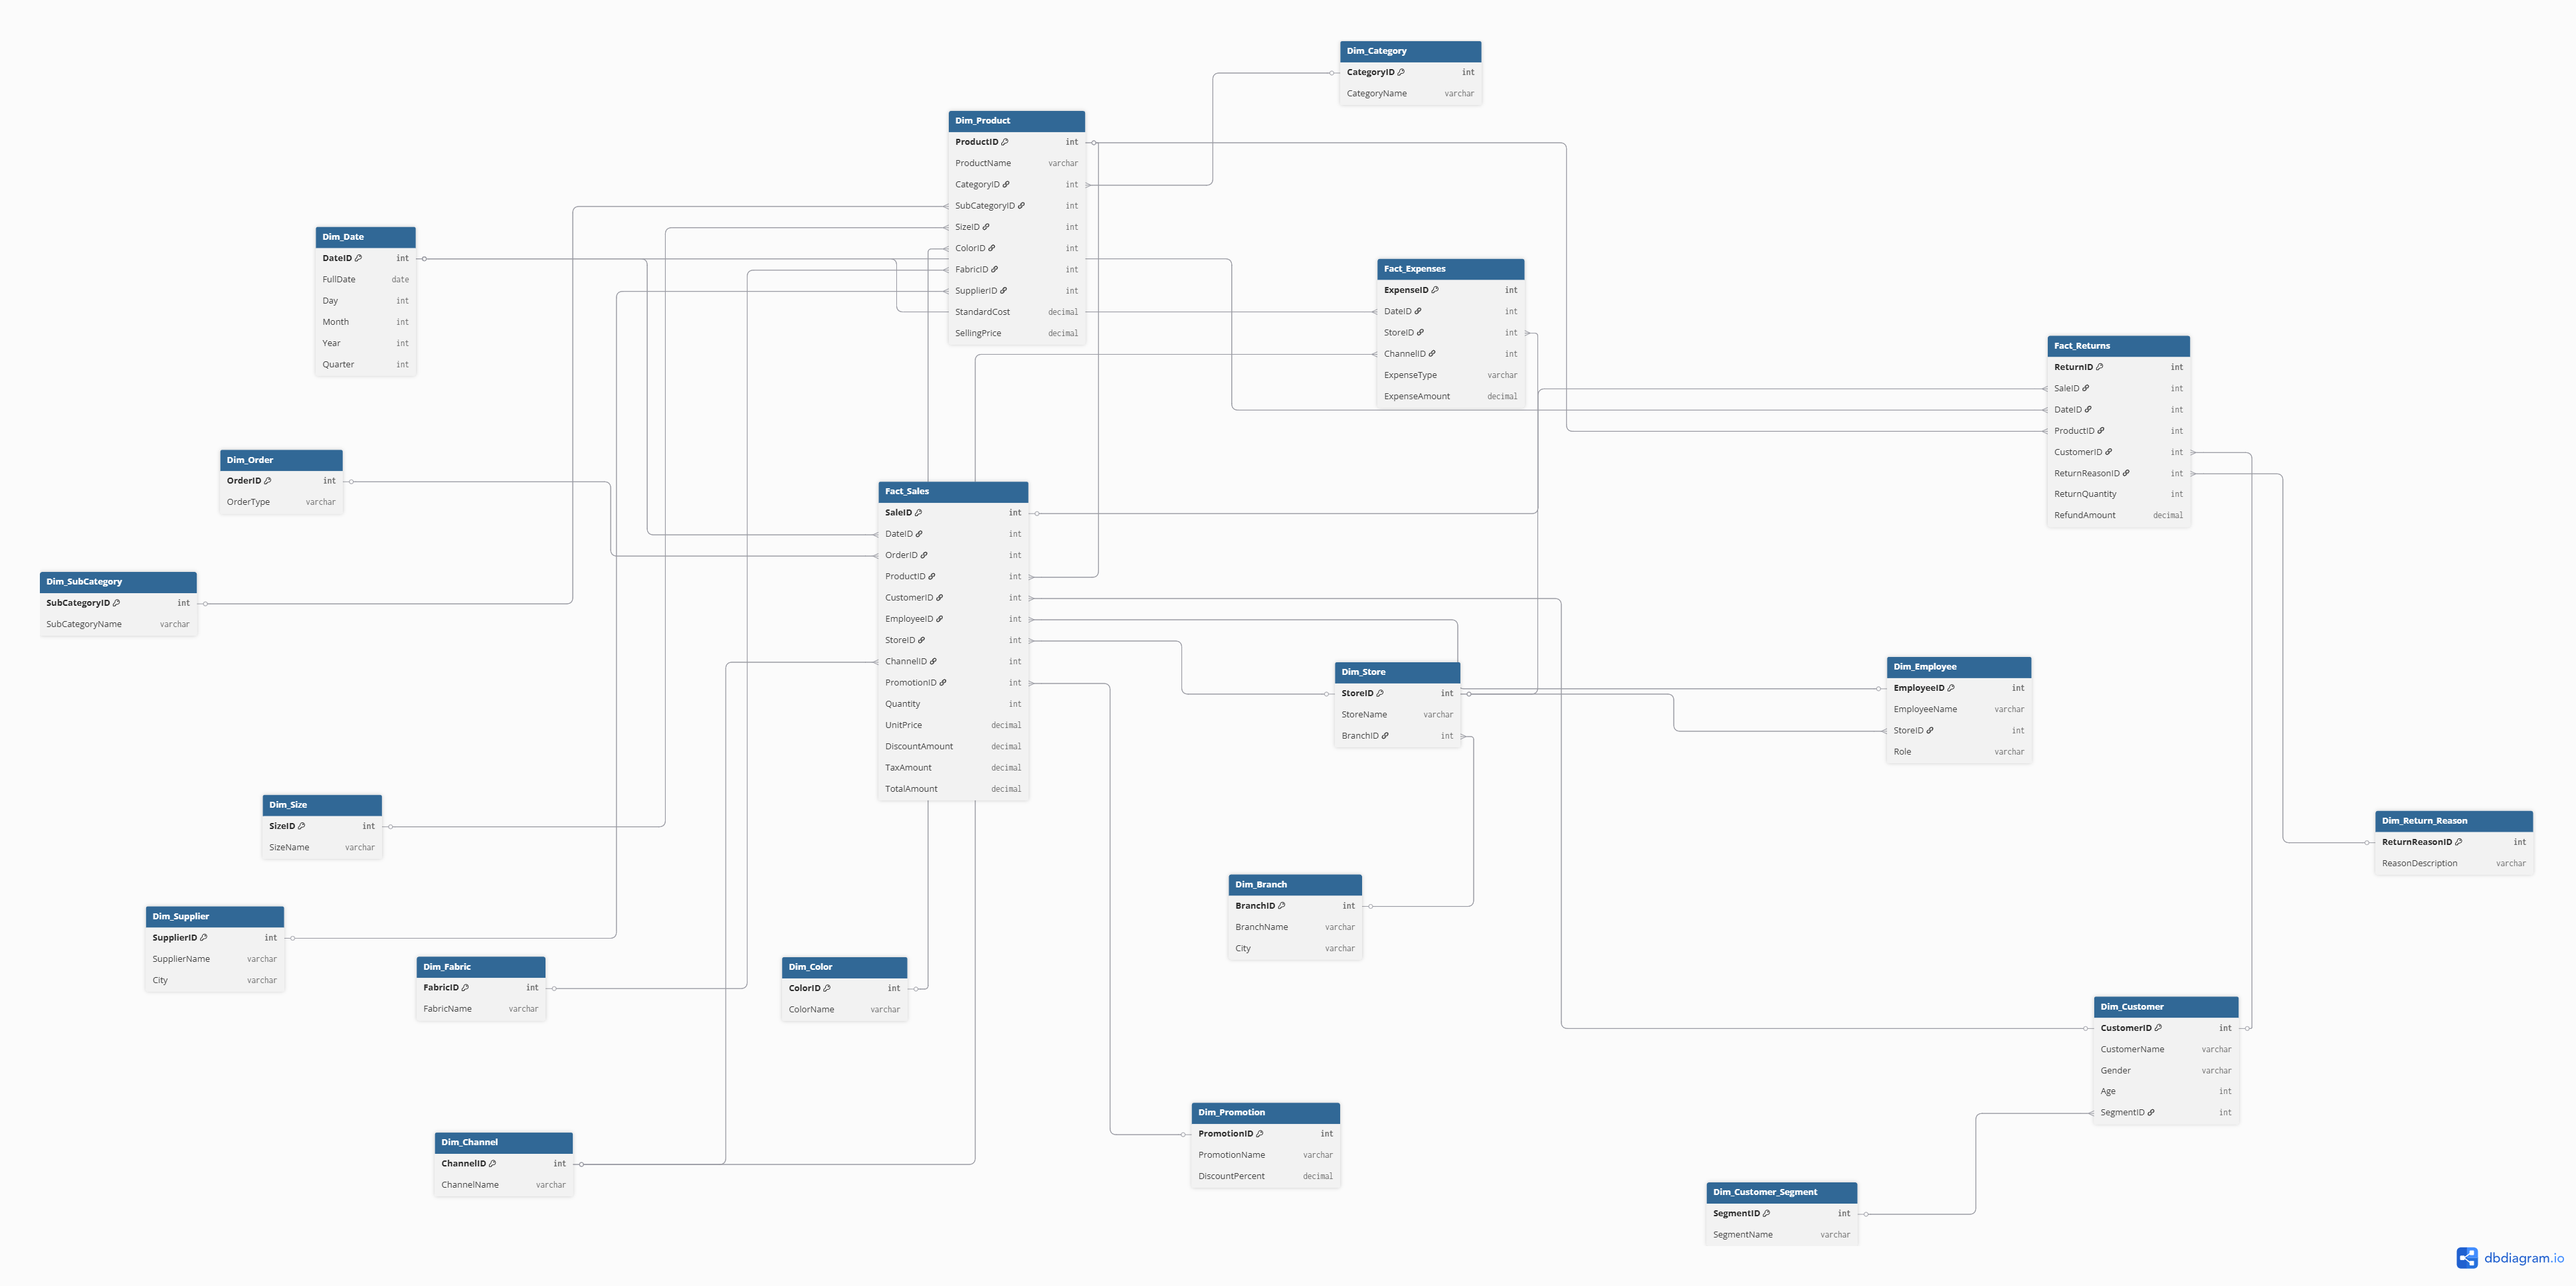 Dim_Category
CategoryID int
CategoryName varchar
Dim_Product
ProductID int
ProductName varchar
CategoryID int
SubCategoryID int
SizeID int
ColorID int
FabricID int
SupplierID int
StandardCost decimal
SellingPrice decimal
Dim_Date
DateID int
FullDate date
Day int
Month int
Year int
Quarter int
Fact_Expenses
ExpenseID int
DateID int
StoreID int
ChannelID int
ExpenseType varchar
ExpenseAmount decimal
Fact_Returns
ReturnID int
SaleID int
DateID int
ProductID int
CustomerID int
ReturnReasonID int
ReturnQuantity int
RefundAmount decimal
Dim_Order
OrderID int
OrderType varchar
Fact_Sales
SaleID int
DateID int
OrderID int
ProductID int
CustomerID int
EmployeeID int
StoreID int
ChannelID int
PromotionID int
Quantity int
UnitPrice decimal
DiscountAmount decimal
TaxAmount decimal
TotalAmount decimal
Dim_SubCategory
SubCategoryID int
SubCategoryName varchar
Dim_Store
StoreID int
StoreName varchar
BranchID int
Dim_Employee
EmployeeID int
EmployeeName varchar
StoreID int
Role varchar
Dim_Size
SizeID int
SizeName varchar
Dim_Return_Reason
ReturnReasonID int
ReasonDescription varchar
Dim_Branch
BranchID int
BranchName varchar
City varchar
Dim_Supplier
SupplierID int
SupplierName varchar
City varchar
Dim_Fabric
FabricID int
FabricName varchar
Dim_Color
ColorID int
ColorName varchar
Dim_Customer
CustomerID int
CustomerName varchar
Gender varchar
Age int
SegmentID int
Dim_Promotion
PromotionID int
PromotionName varchar
DiscountPercent decimal
Dim_Channel
ChannelID int
ChannelName varchar
Dim_Customer_Segment
SegmentID int
SegmentName varchar
dbdiagram.io